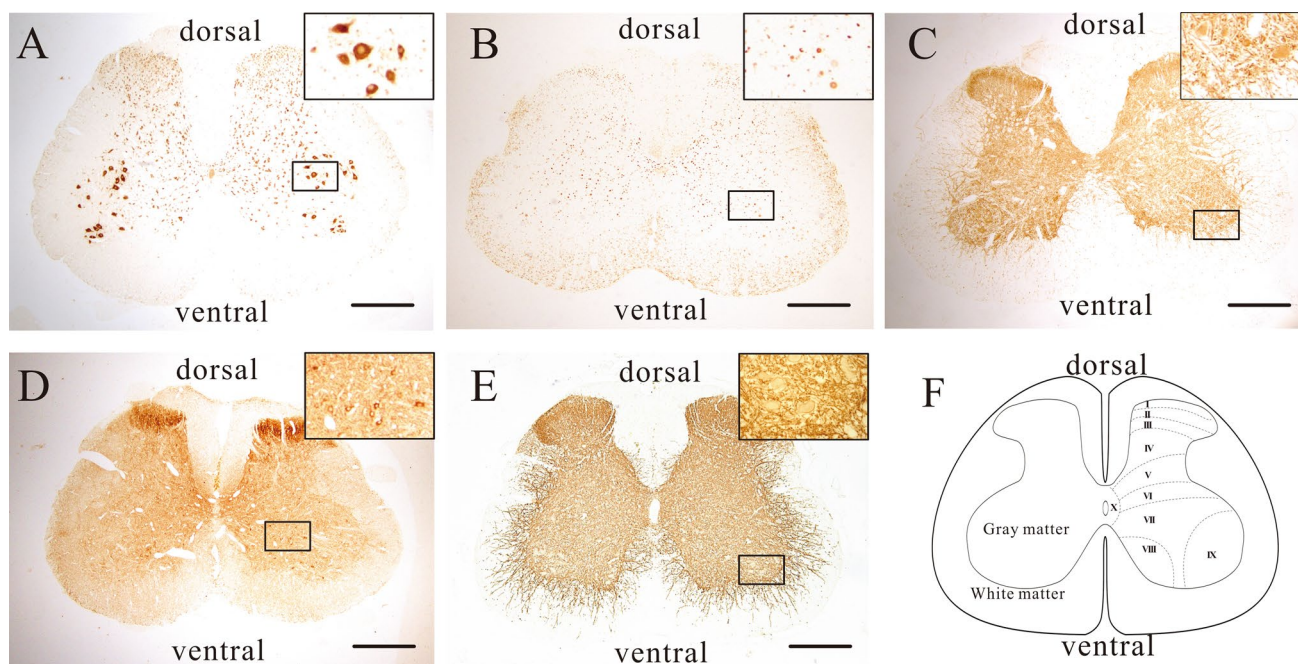 A
dorsal
ventral
B
dorsal
ventral
C
dorsal
ventral
D
dorsal
ventral
E
dorsal
ventral
F
dorsal
I
II
III
IV
V
VI
X
VII
VIII
IX
Gray matter
White matter
ventral